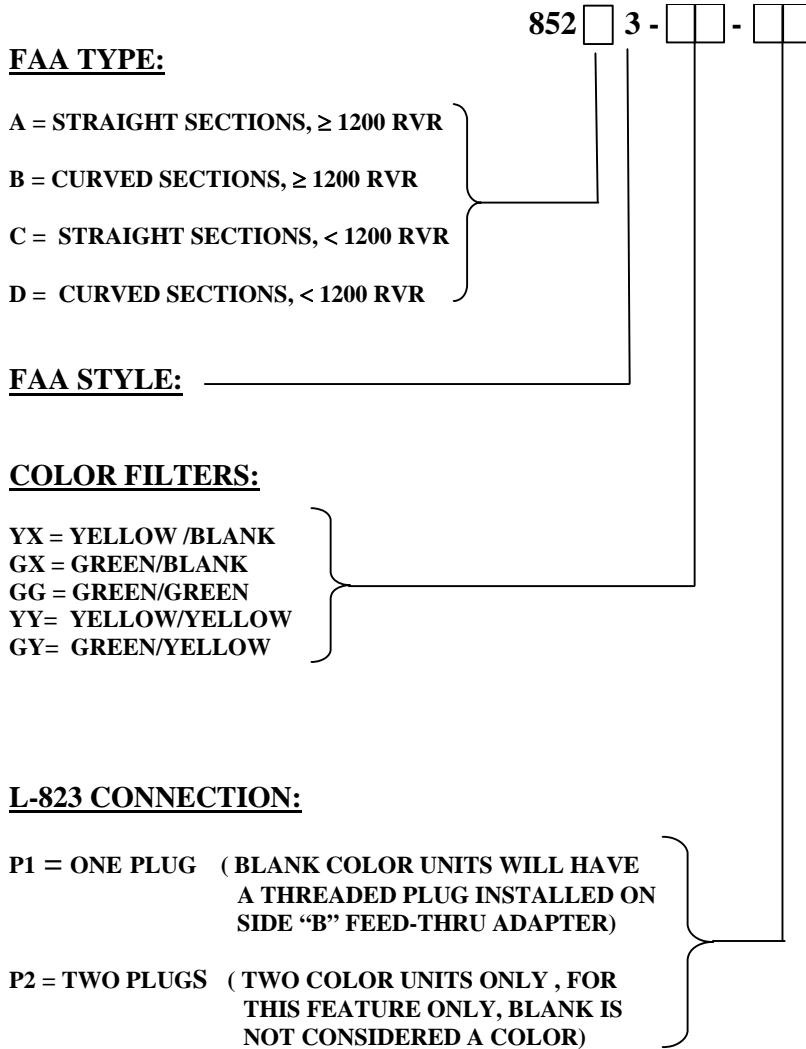 852 3 - -
FAA TYPE:
A = STRAIGHT SECTIONS, ≥ 1200 RVR
B = CURVED SECTIONS, ≥ 1200 RVR
C = STRAIGHT SECTIONS, < 1200 RVR
D = CURVED SECTIONS, < 1200 RVR
FAA STYLE:
COLOR FILTERS:
YX = YELLOW /BLANK
GX = GREEN/BLANK
GG = GREEN/GREEN
YY= YELLOW/YELLOW
GY= GREEN/YELLOW
L-823 CONNECTION:
P1 = ONE PLUG ( BLANK COLOR UNITS WILL HAVE
A THREADED PLUG INSTALLED ON
SIDE “B” FEED-THRU ADAPTER)
P2 = TWO PLUGS ( TWO COLOR UNITS ONLY , FOR
THIS FEATURE ONLY, BLANK IS
NOT CONSIDERED A COLOR)